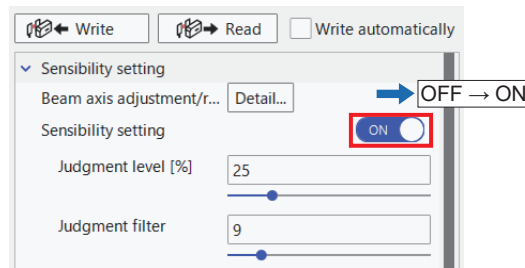 Write Read Write automatically
Sensibility setting
Beam axis adjustment/r... Detail... OFF → ON
Sensibility setting ON
Judgment level [%] 25
Judgment filter 9